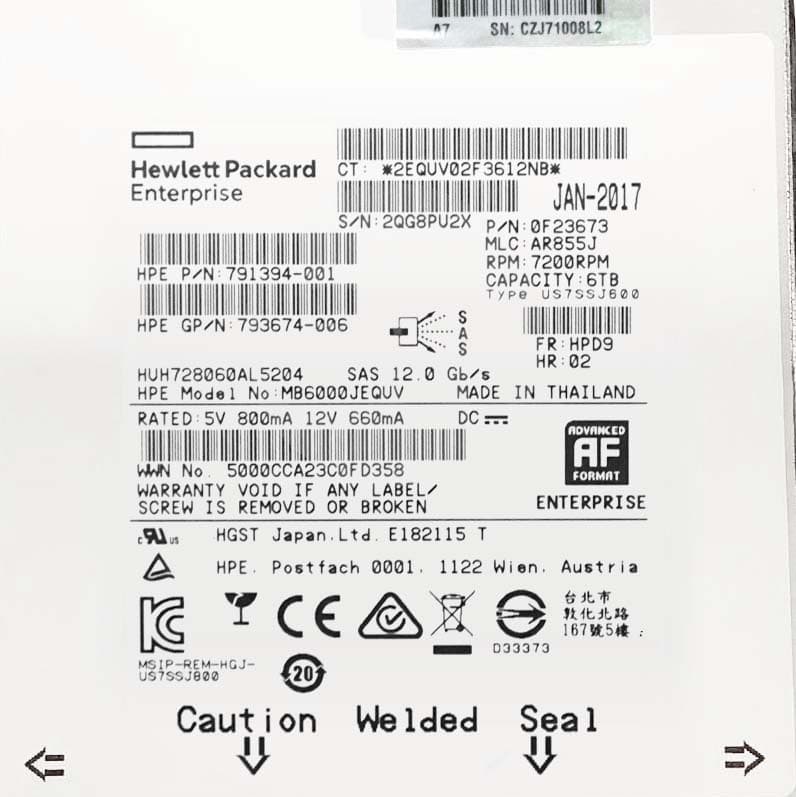 A7 SN: CZJ71008L2
Hewlett Packard
Enterprise
CT: *2EQUV02F3612NB*
JAN-2017
S/N:2QG8PU2X
P/N:0F23673
MLC:AR855J
RPM:7200RPM
CAPACITY:6TB
Type US7SSJ600
HPE P/N:791394-001
HPE GP/N:793674-006
S
A
S
FR:HPD9
HR:02
HUH728060AL5204 SAS 12.0 Gb/s
HPE Model No:MB6000JEQUV MADE IN THAILAND
RATED:5V 800mA 12V 660mA DC
WWN No. 5000CCA23C0FD358
WARRANTY VOID IF ANY LABEL/
SCREW IS REMOVED OR BROKEN
ADVANCED
AF
FORMAT
ENTERPRISE
c RU us HGST Japan.Ltd. E182115 T
HPE. Postfach 0001. 1122 Wien. Austria
KC
CE
台北市
敦化北路
167號5樓
D33373
MSIP-REM-HGJ-
US7SSJ800
20
Caution Welded Seal